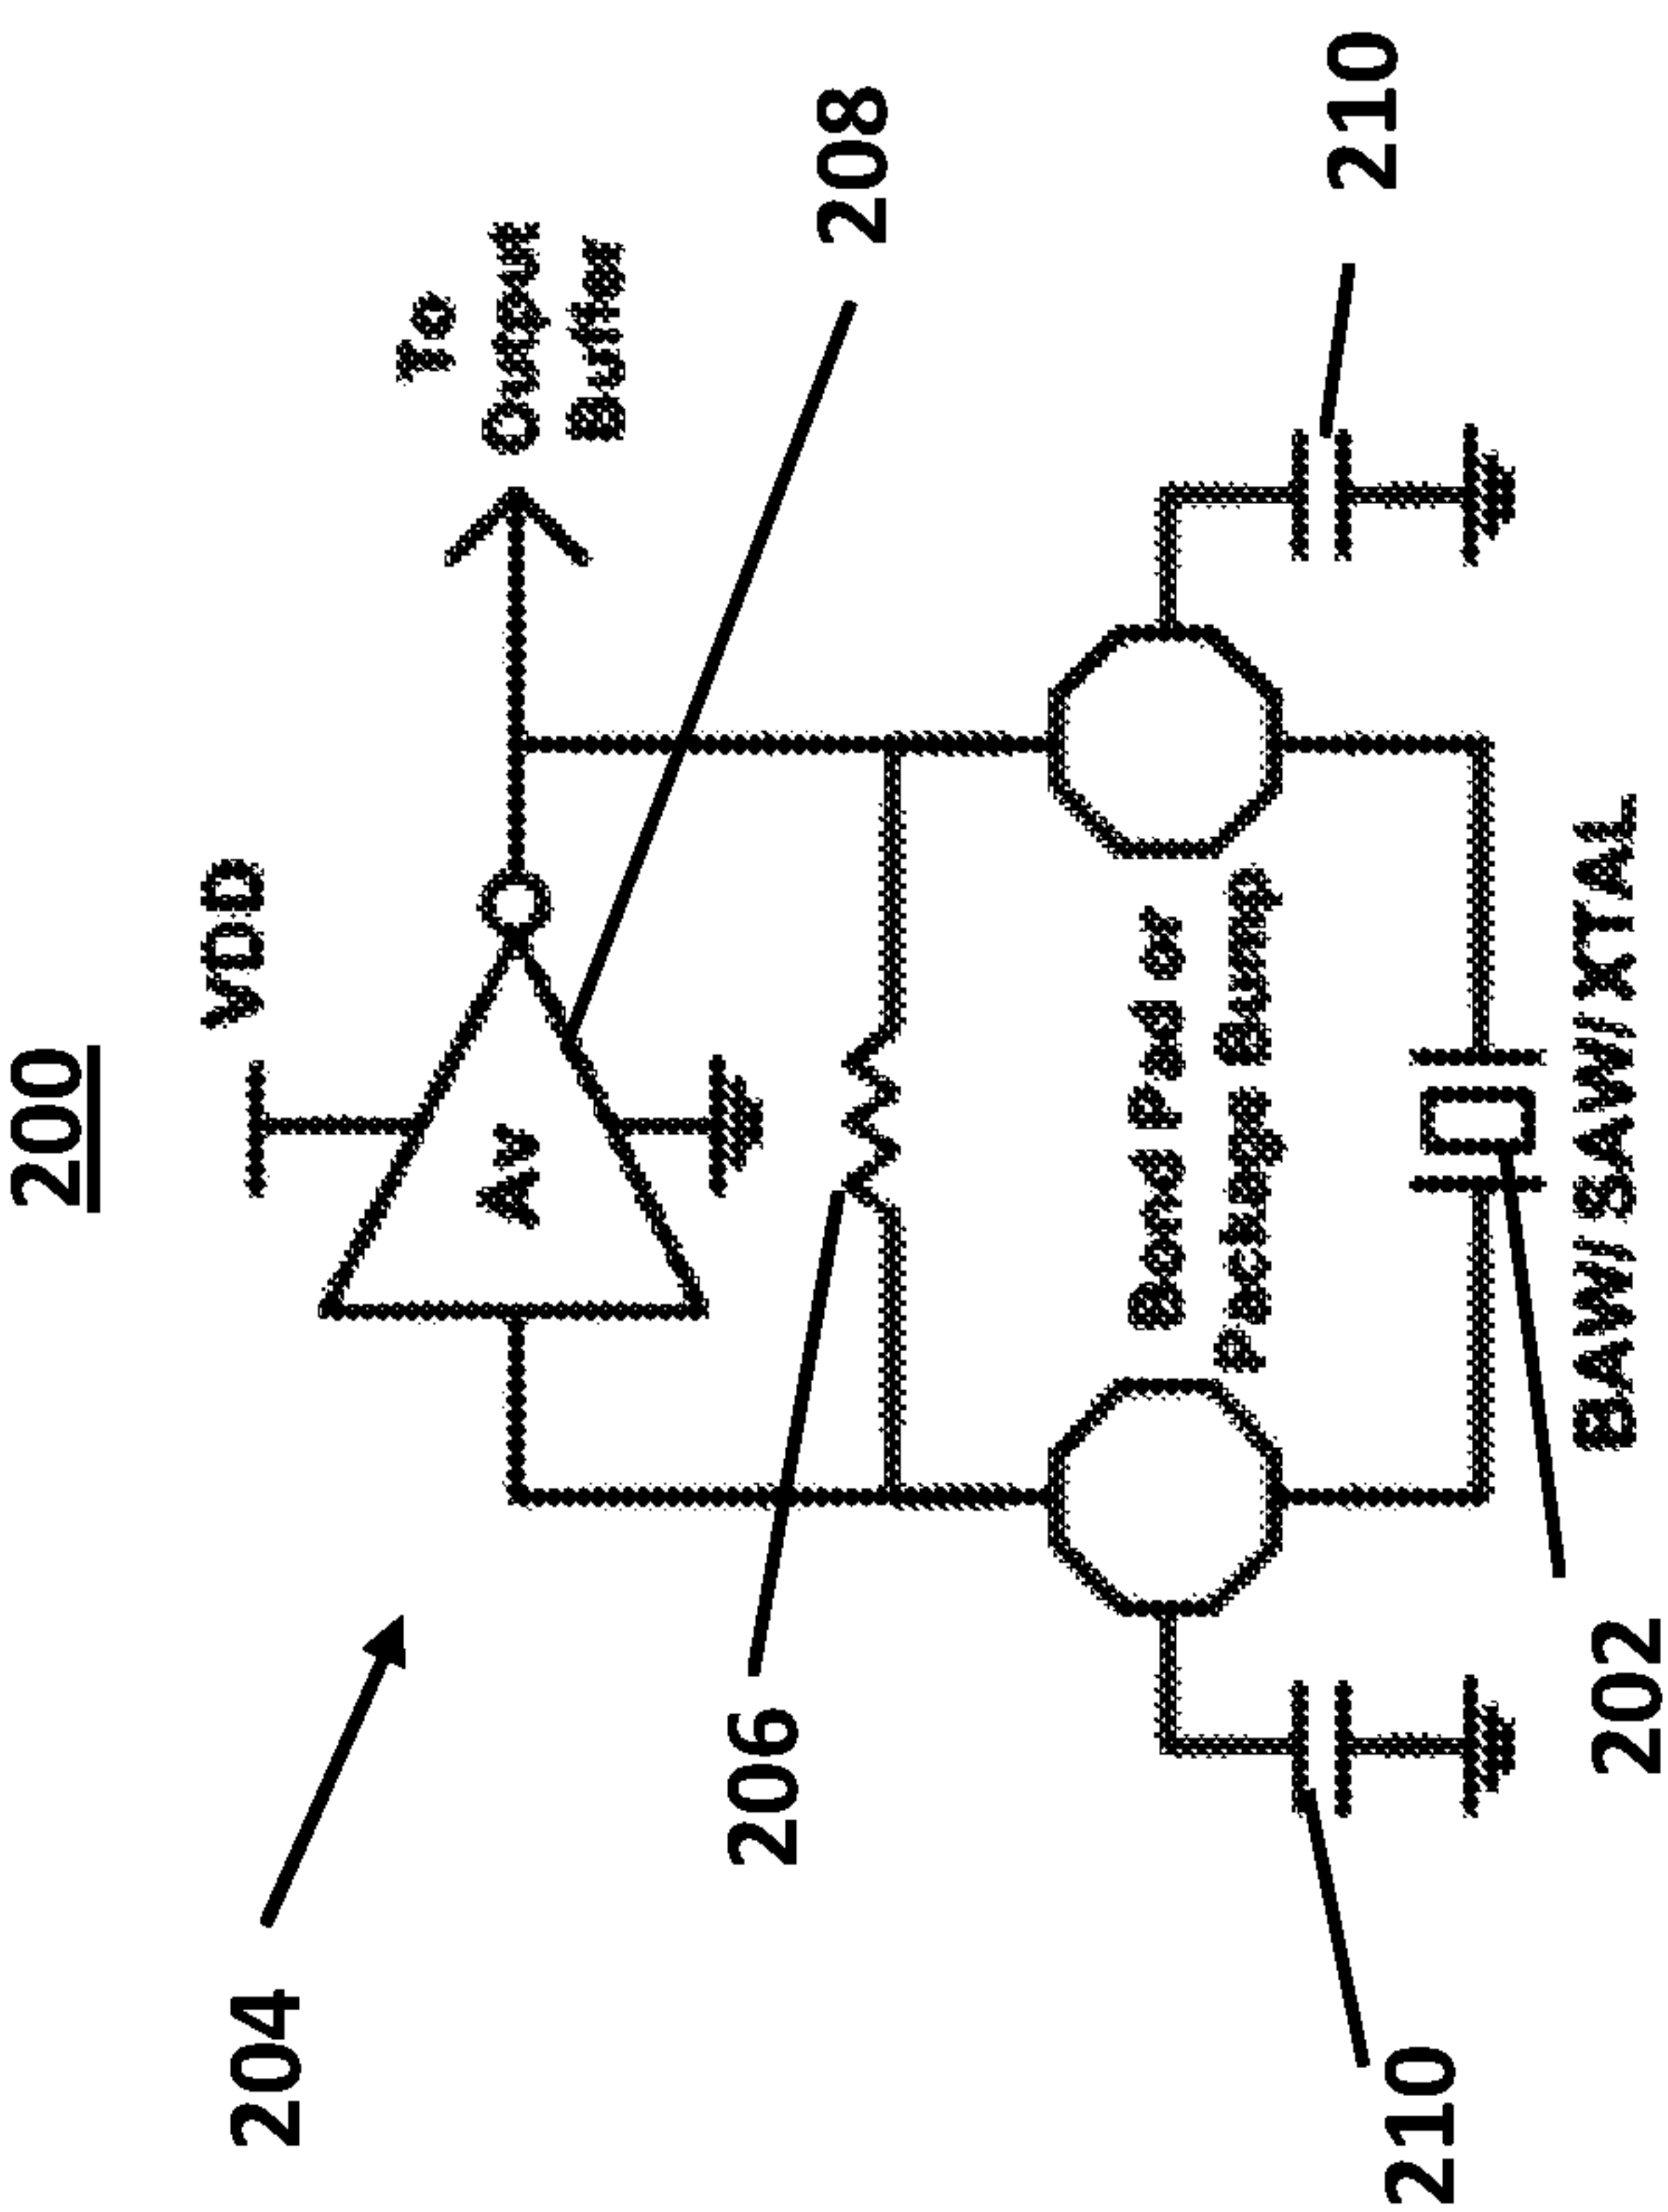 200
VDD
To
Output
Buffer
204
Av
208
206
Bond Pad or
Package Bump
210
210
BAW/ SAW/ XTAL
202